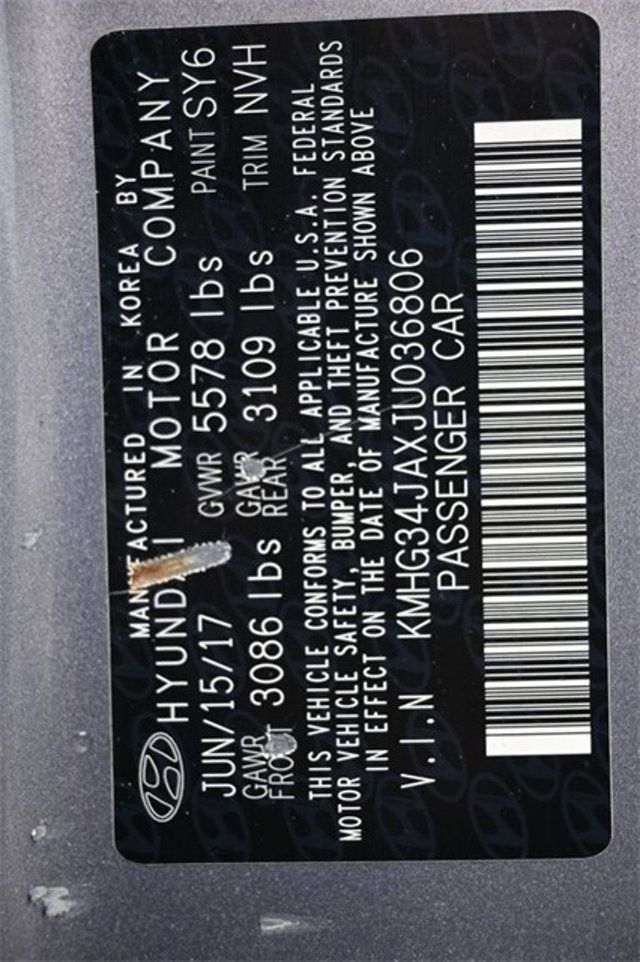 MANUFACTURED IN KOREA BY
HYUNDAI MOTOR COMPANY
JUN/15/17 GVWR 5578 lbs PAINT SY6
GAWR FRONT 3086 lbs GAWR REAR 3109 lbs TRIM NVH
THIS VEHICLE CONFORMS TO ALL APPLICABLE U.S.A. FEDERAL
MOTOR VEHICLE SAFETY, BUMPER, AND THEFT PREVENTION STANDARDS
IN EFFECT ON THE DATE OF MANUFACTURE SHOWN ABOVE
V.I.N KMHG34JAXJU036806
PASSENGER CAR